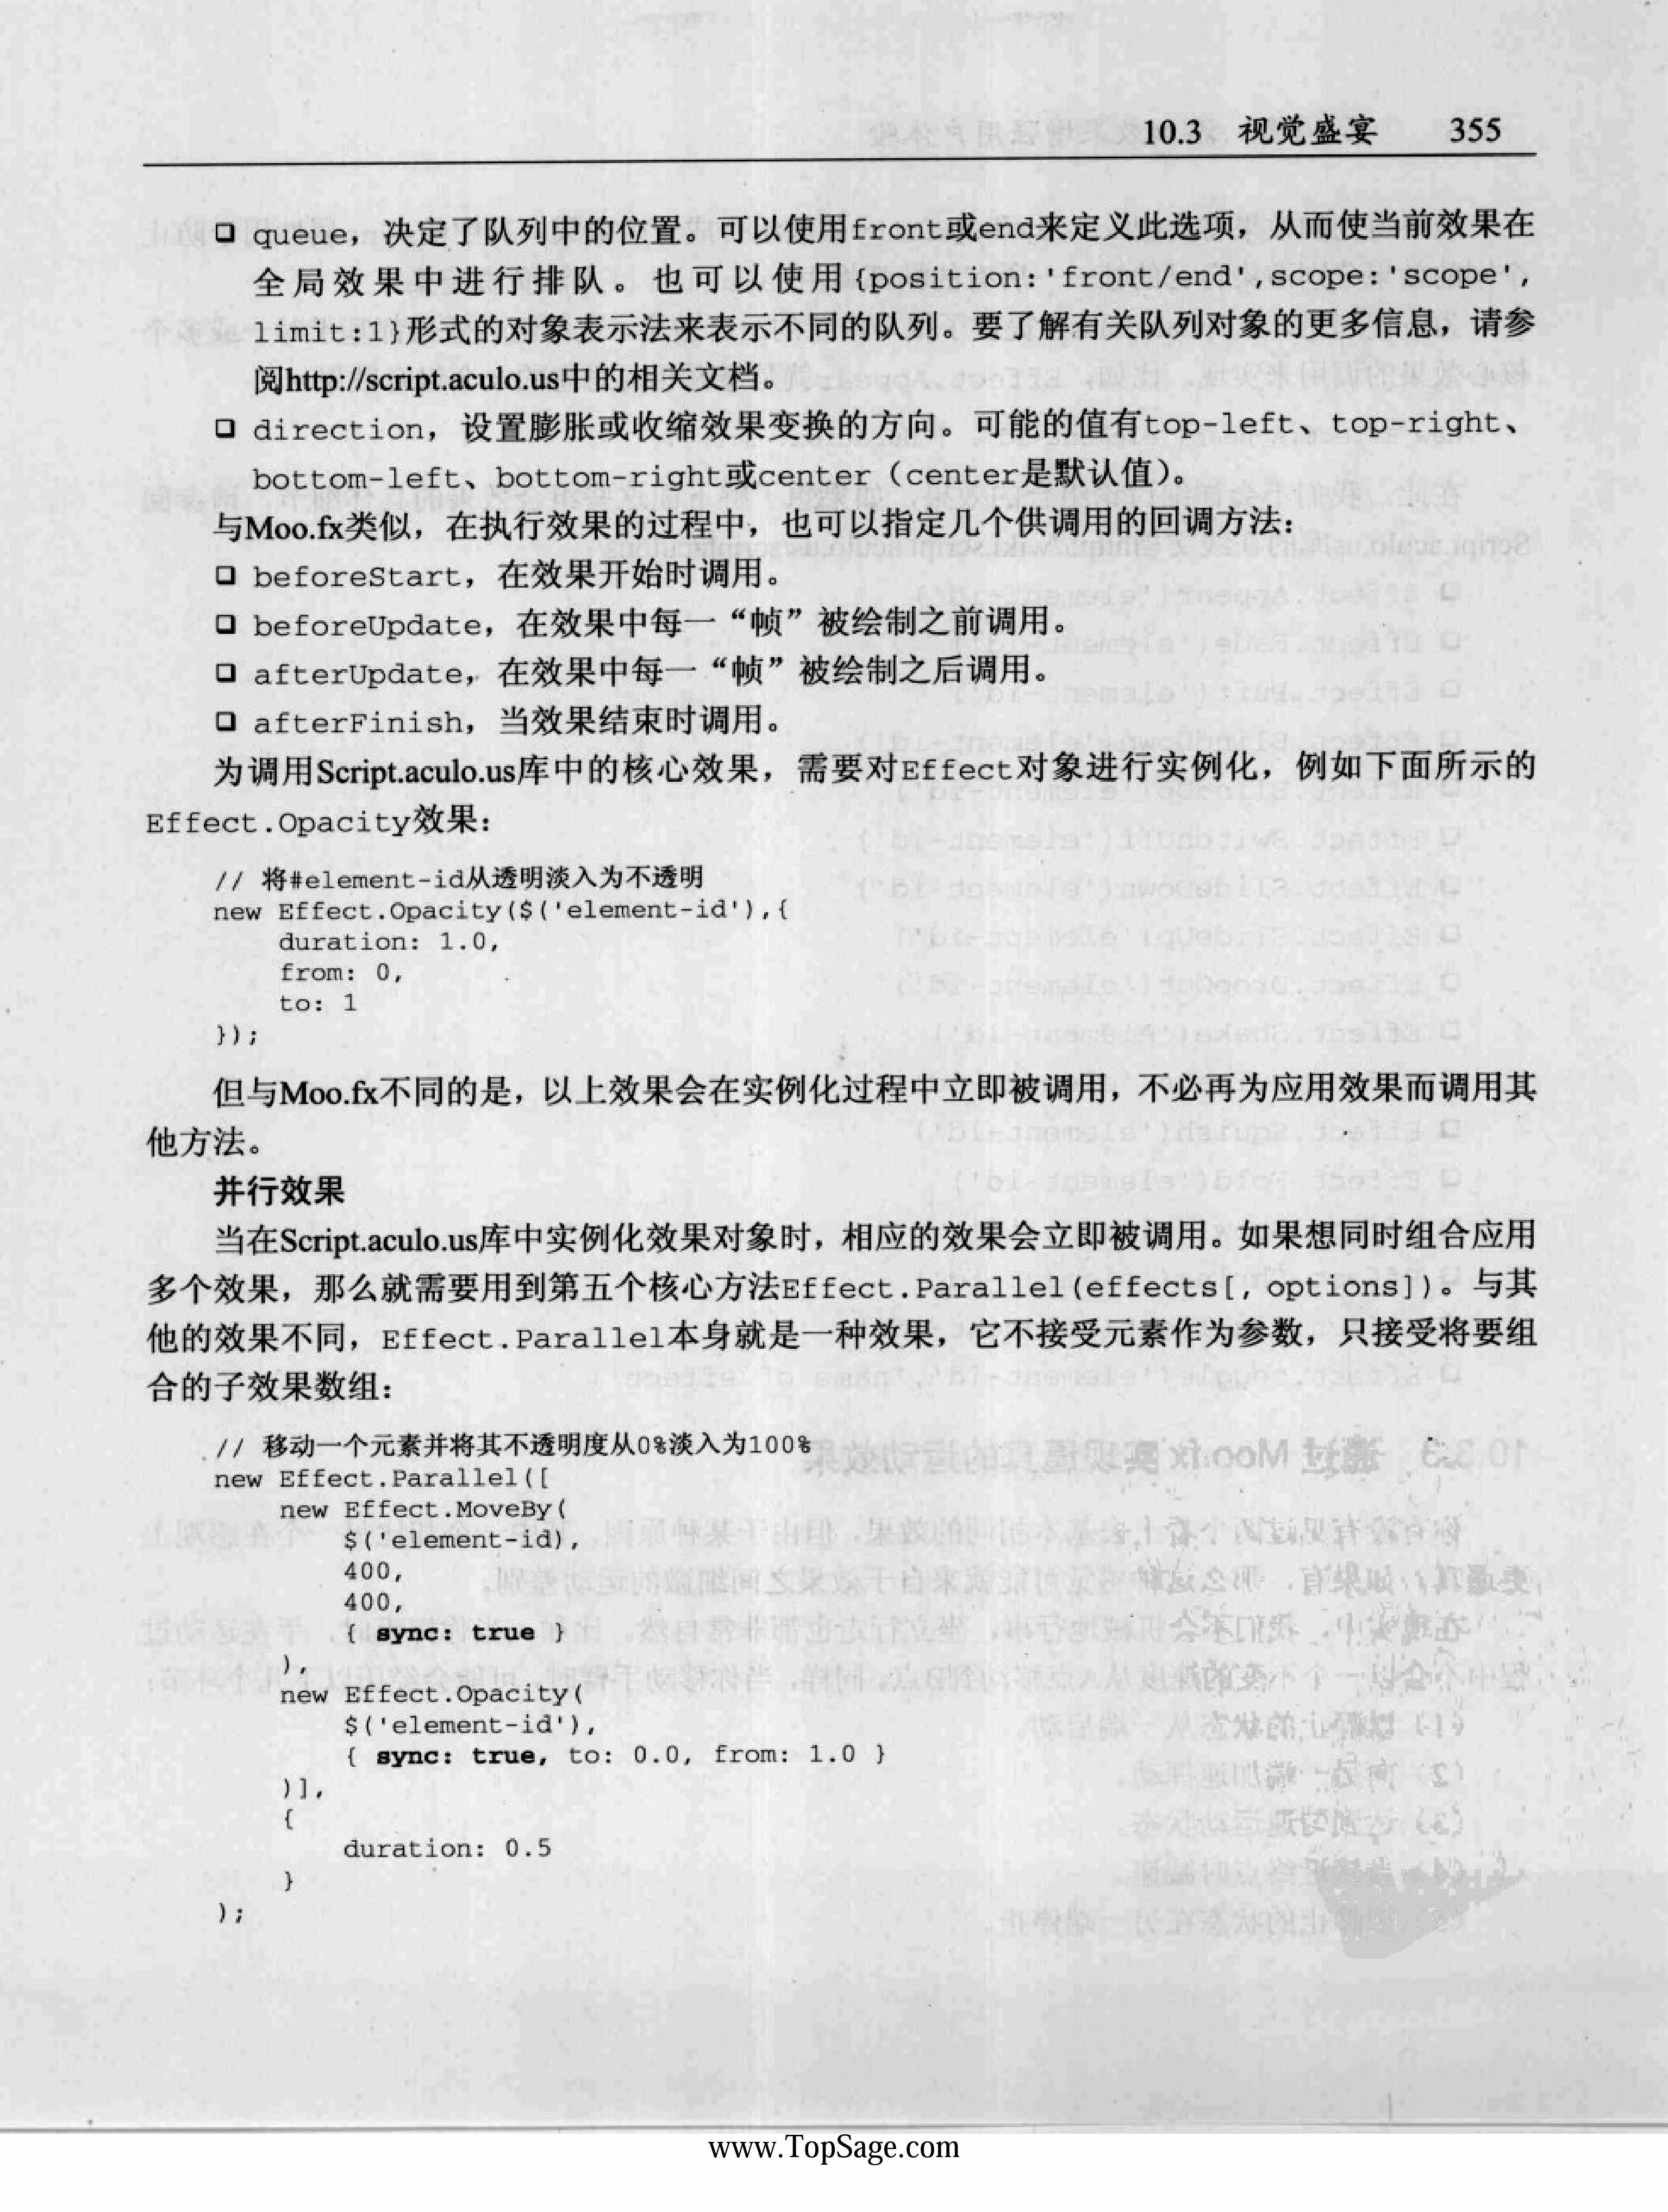 10.3 视觉盛宴 355
❑ queue，决定了队列中的位置。可以使用front或end来定义此选项，从而使当前效果在
全局效果中进行排队。也可以使用{position:'front/end',scope:'scope',
limit:1}形式的对象表示法来表示不同的队列。要了解有关队列对象的更多信息，请参
阅http://script.aculo.us中的相关文档。
❑ direction，设置膨胀或收缩效果变换的方向。可能的值有top-left、top-right、
bottom-left、bottom-right或center（center是默认值）。
与Moo.fx类似，在执行效果的过程中，也可以指定几个供调用的回调方法：
❑ beforeStart，在效果开始时调用。
❑ beforeUpdate，在效果中每一“帧”被绘制之前调用。
❑ afterUpdate，在效果中每一“帧”被绘制之后调用。
❑ afterFinish，当效果结束时调用。
为调用Script.aculo.us库中的核心效果，需要对Effect对象进行实例化，例如下面所示的
Effect.Opacity效果：
// 将#element-id从透明淡入为不透明
new Effect.Opacity($('element-id'),{
duration: 1.0,
from: 0,
to: 1
});
但与Moo.fx不同的是，以上效果会在实例化过程中立即被调用，不必再为应用效果而调用其
他方法。
并行效果
当在Script.aculo.us库中实例化效果对象时，相应的效果会立即被调用。如果想同时组合应用
多个效果，那么就需要用到第五个核心方法Effect.Parallel(effects[, options])。与其
他的效果不同，Effect.Parallel本身就是一种效果，它不接受元素作为参数，只接受将要组
合的子效果数组：
// 移动一个元素并将其不透明度从0%淡入为100%
new Effect.Parallel([
new Effect.MoveBy(
$('element-id),
400,
400,
{ sync: true }
),
new Effect.Opacity(
$('element-id'),
{ sync: true, to: 0.0, from: 1.0 }
)],
{
duration: 0.5
}
);
www.TopSage.com